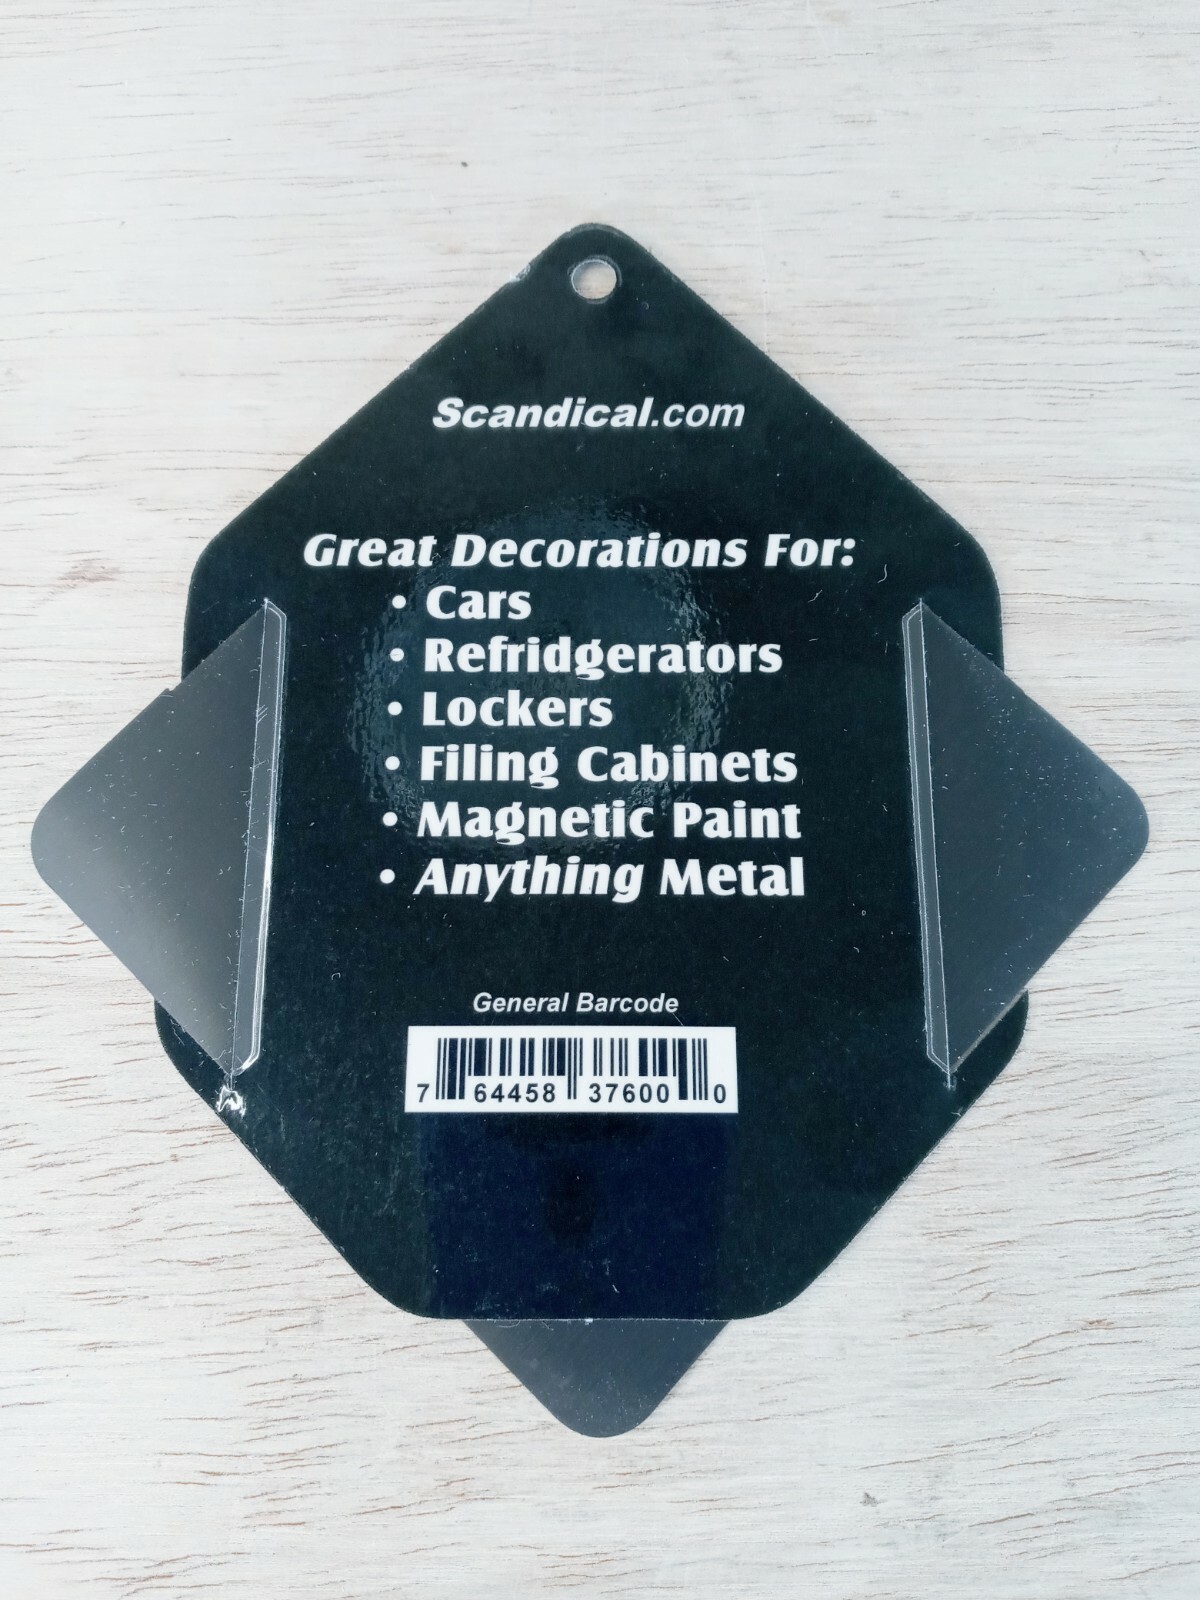 Scandical.com
Great Decorations For:
• Cars
• Refridgerators
• Lockers
• Filing Cabinets
• Magnetic Paint
• Anything Metal
General Barcode
7 64458 37600 0